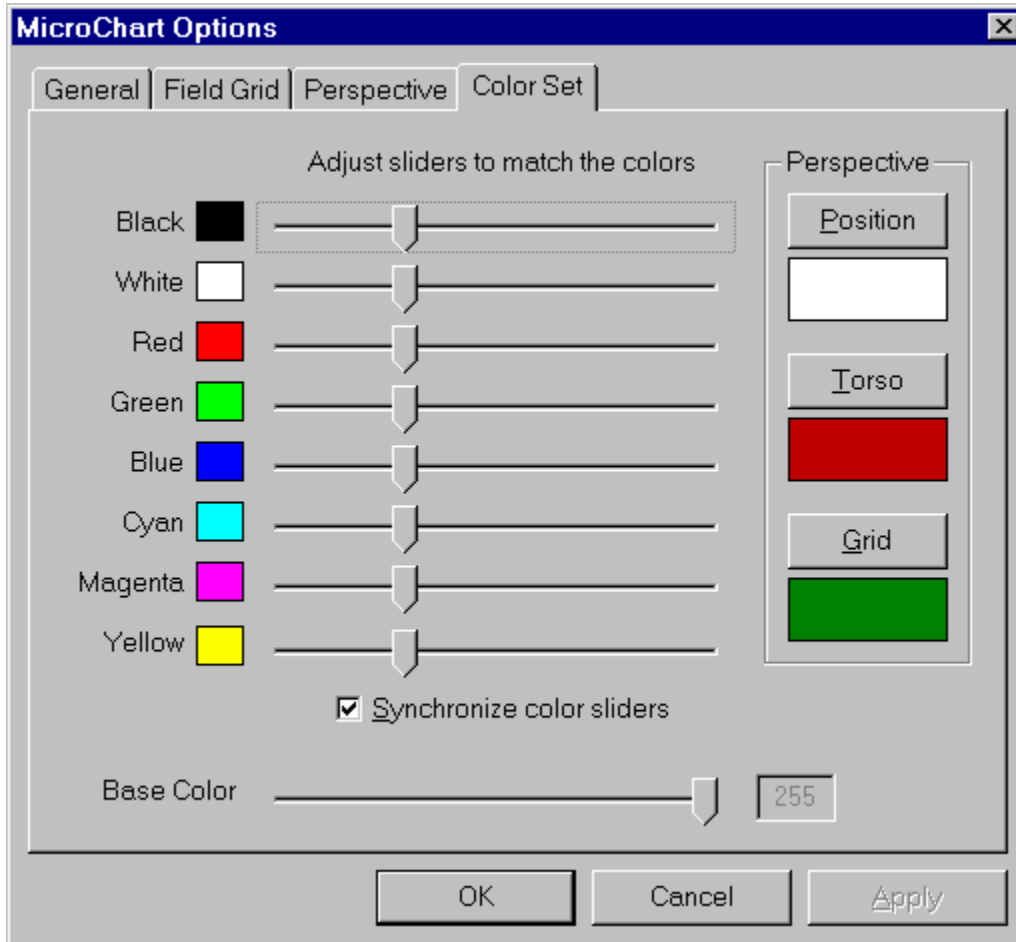 MicroChart Options
General
Field Grid
Perspective
Color Set
Adjust sliders to match the colors
Perspective
Black
Position
White
Red
Torso
Green
Blue
Cyan
Grid
Magenta
Yellow
Synchronize color sliders
Base Color
255
OK
Cancel
Apply